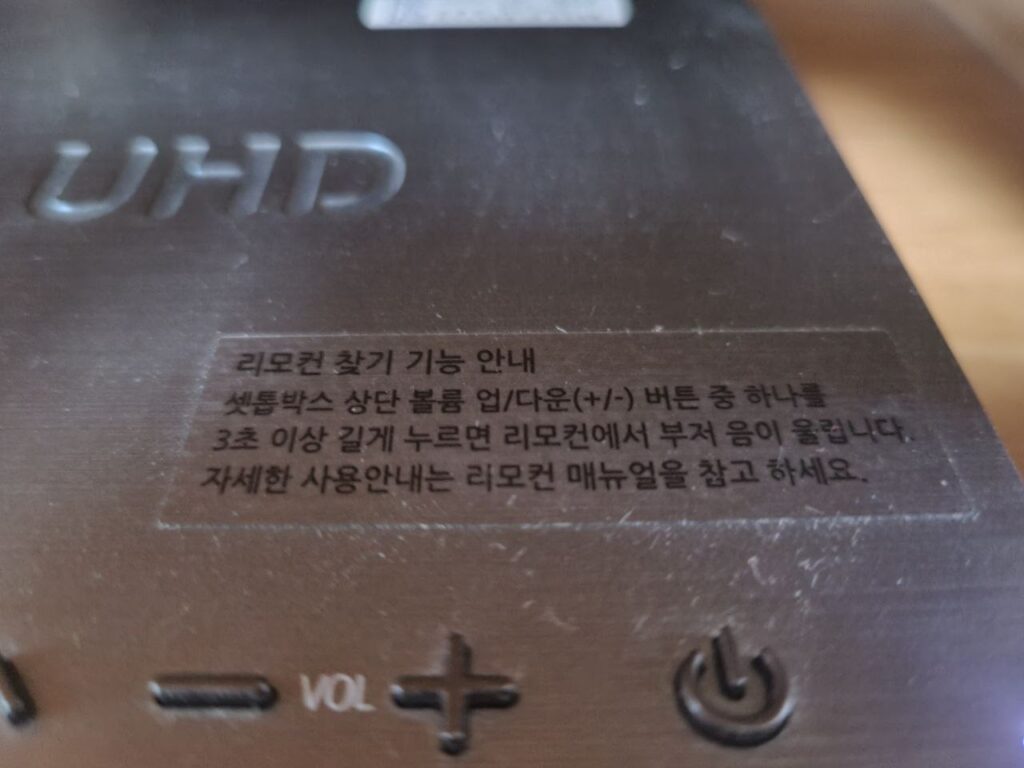 UHD
리모컨 찾기 기능 안내
셋톱박스 상단 볼륨 업/다운(+/-) 버튼 중 하나를
3초 이상 길게 누르면 리모컨에서 부저 음이 울립니다.
자세한 사용안내는 리모컨 매뉴얼을 참고 하세요.
- VOL +